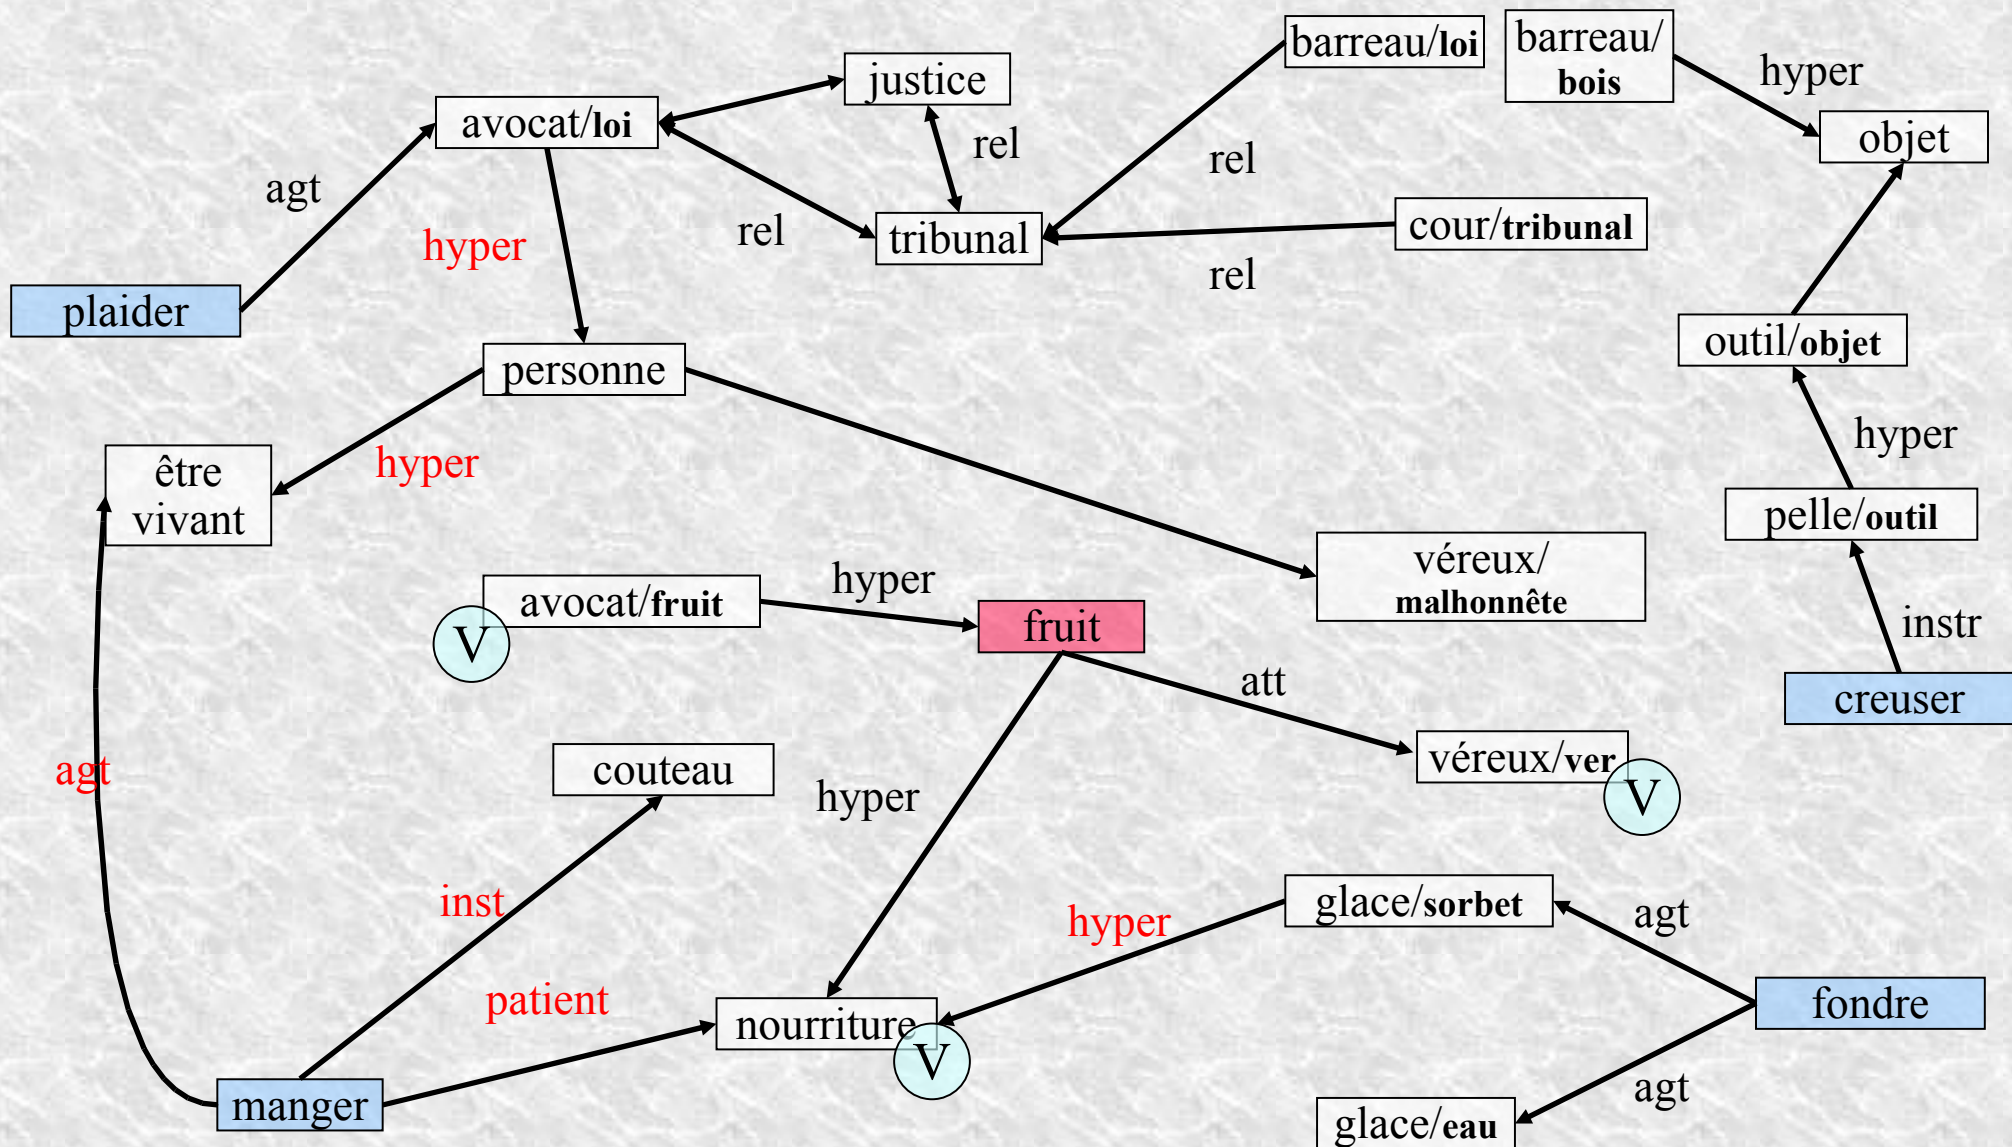 barreau/loi
barreau/
bois
hyper
justice
objet
avocat/loi
rel
rel
agt
cour/tribunal
rel
tribunal
hyper
rel
plaider
outil/objet
personne
hyper
hyper
être
vivant
pelle/outil
véreux/
malhonnête
hyper
avocat/fruit
fruit
instr
V
att
creuser
véreux/ver
couteau
agt
hyper
V
inst
glace/sorbet
agt
hyper
patient
fondre
nourriture
V
agt
manger
glace/eau